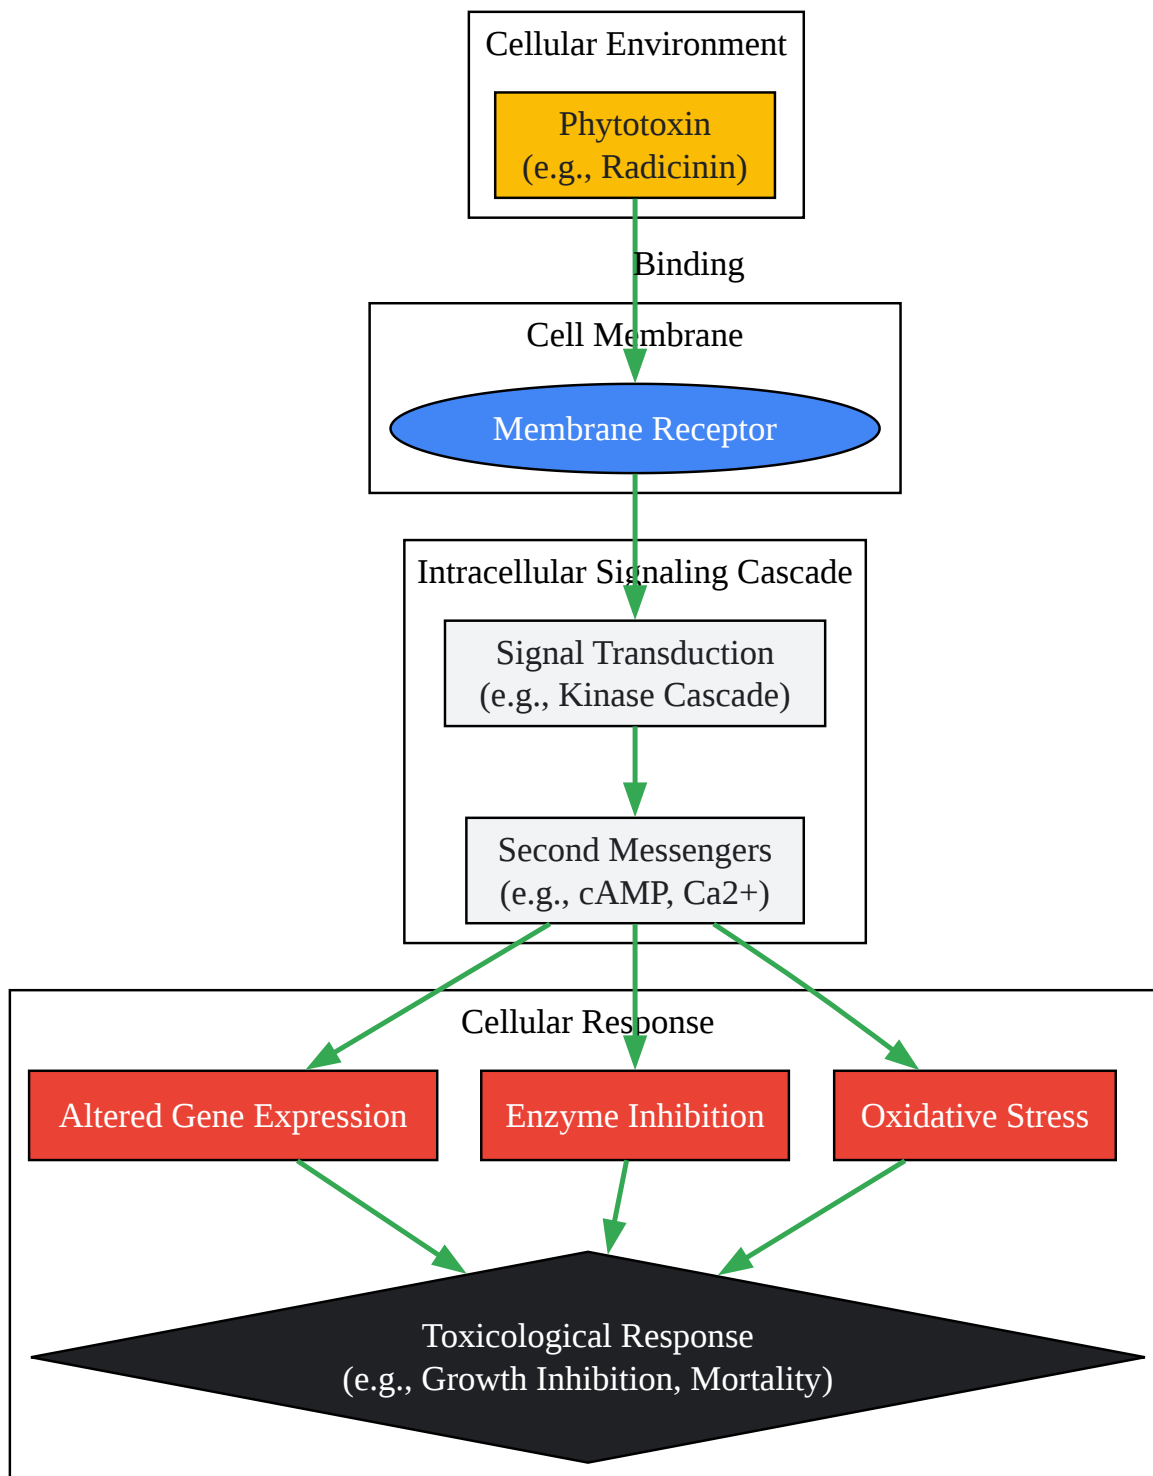 Cellular Environment
Phytotoxin
(e.g., Radicinin)
Binding
Cell Membrane
Membrane Receptor
Intracellular Signaling Cascade
Signal Transduction
(e.g., Kinase Cascade)
Second Messengers
(e.g., cAMP, Ca2+)
Cellular Response
Altered Gene Expression
Enzyme Inhibition
Oxidative Stress
Toxicological Response
(e.g., Growth Inhibition, Mortality)